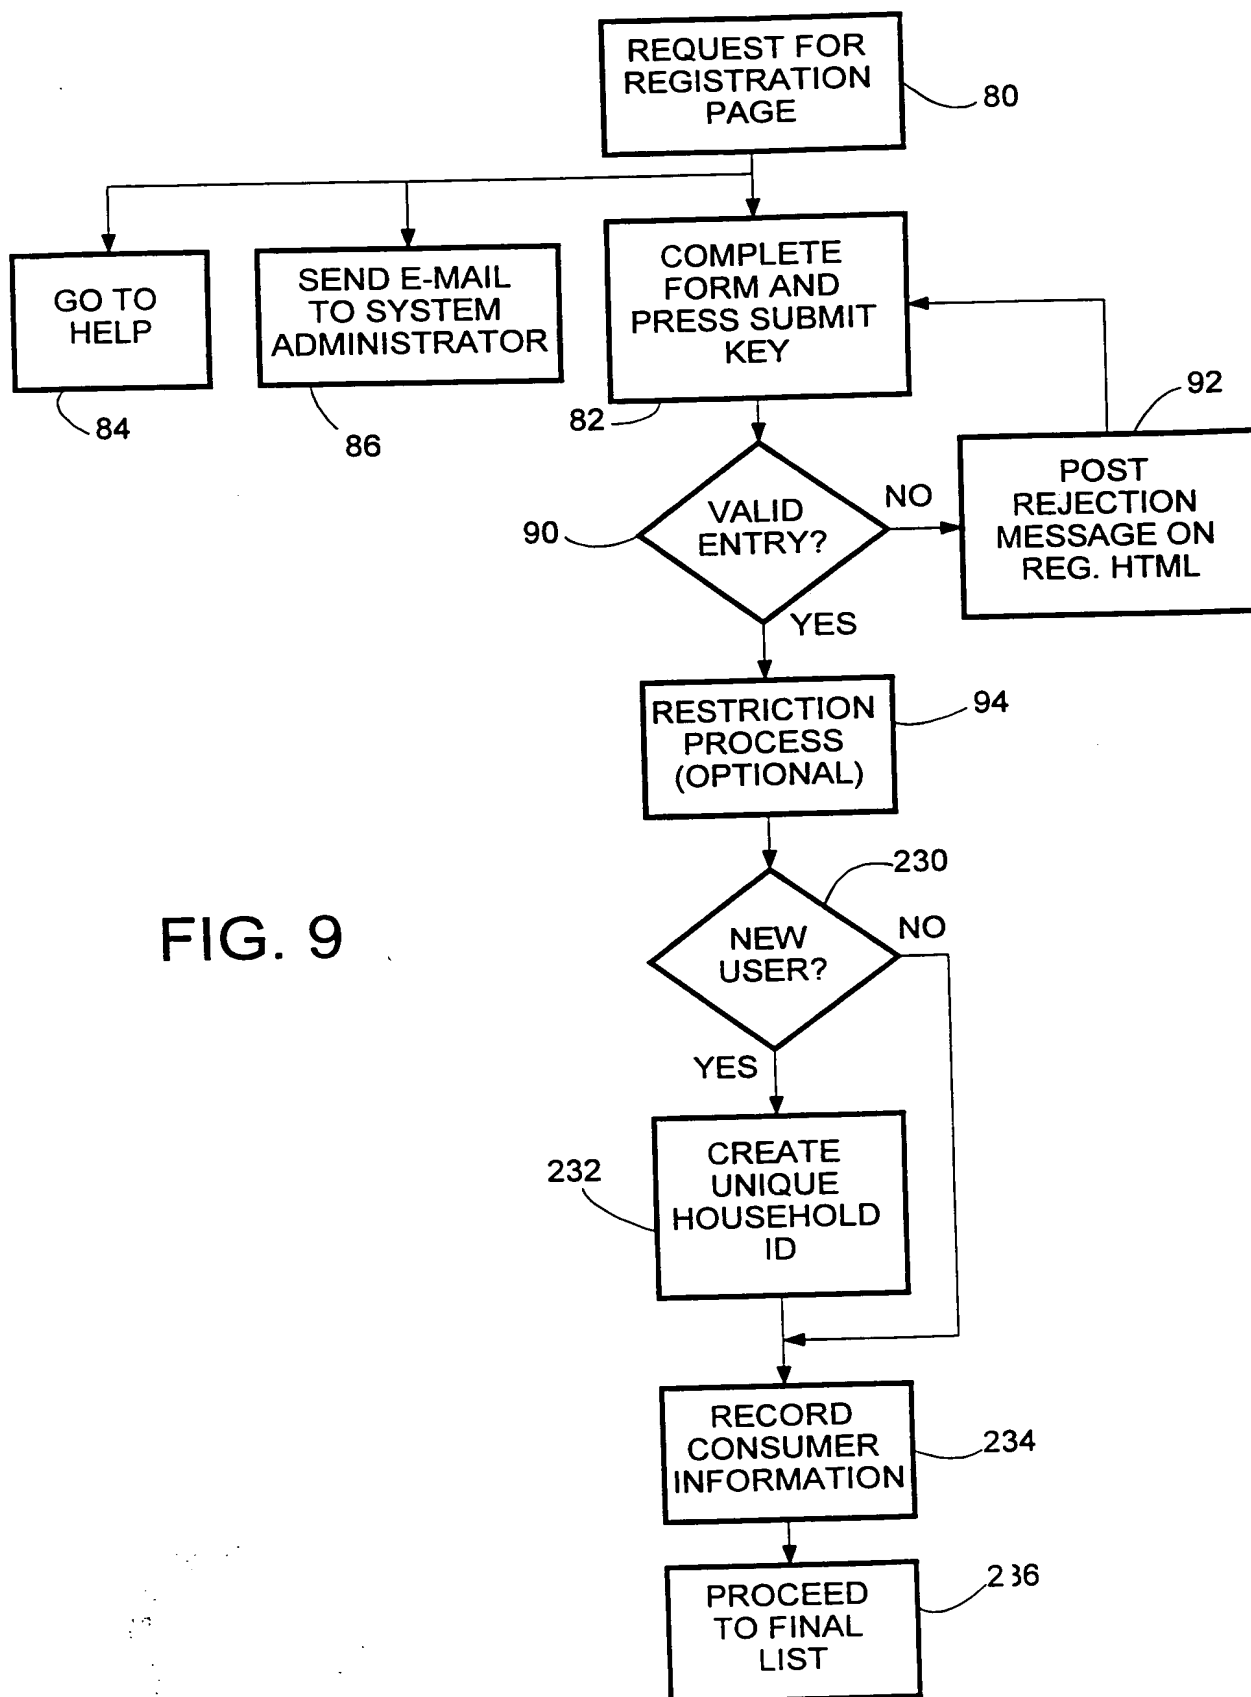 REQUEST FOR
REGISTRATION
PAGE
80
GO TO
HELP
84
SEND E-MAIL
TO SYSTEM
ADMINISTRATOR
86
COMPLETE
FORM AND
PRESS SUBMIT
KEY
82
92
POST
REJECTION
MESSAGE ON
REG. HTML
NO
VALID
ENTRY?
90
YES
RESTRICTION
PROCESS
(OPTIONAL)
94
230
NEW
USER?
NO
FIG. 9
YES
CREATE
UNIQUE
HOUSEHOLD
ID
232
RECORD
CONSUMER
INFORMATION
234
PROCEED
TO FINAL
LIST
236